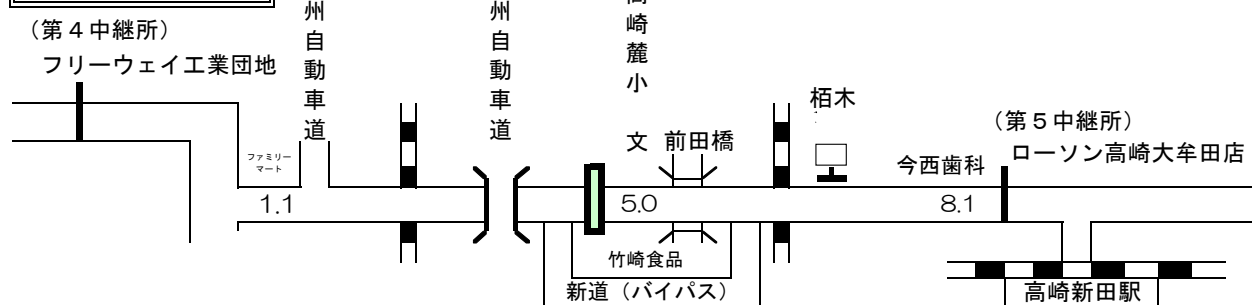 （第４中継所）
フリーウェイ工業団地
州自動車道
州自動車道
崎麓小
文
前田橋
栢木
（第５中継所）
ローソン高崎大牟田店
今西歯科
ファミリー
マート
1.1
5.0
8.1
竹崎食品
新道（バイパス）
高崎新田駅